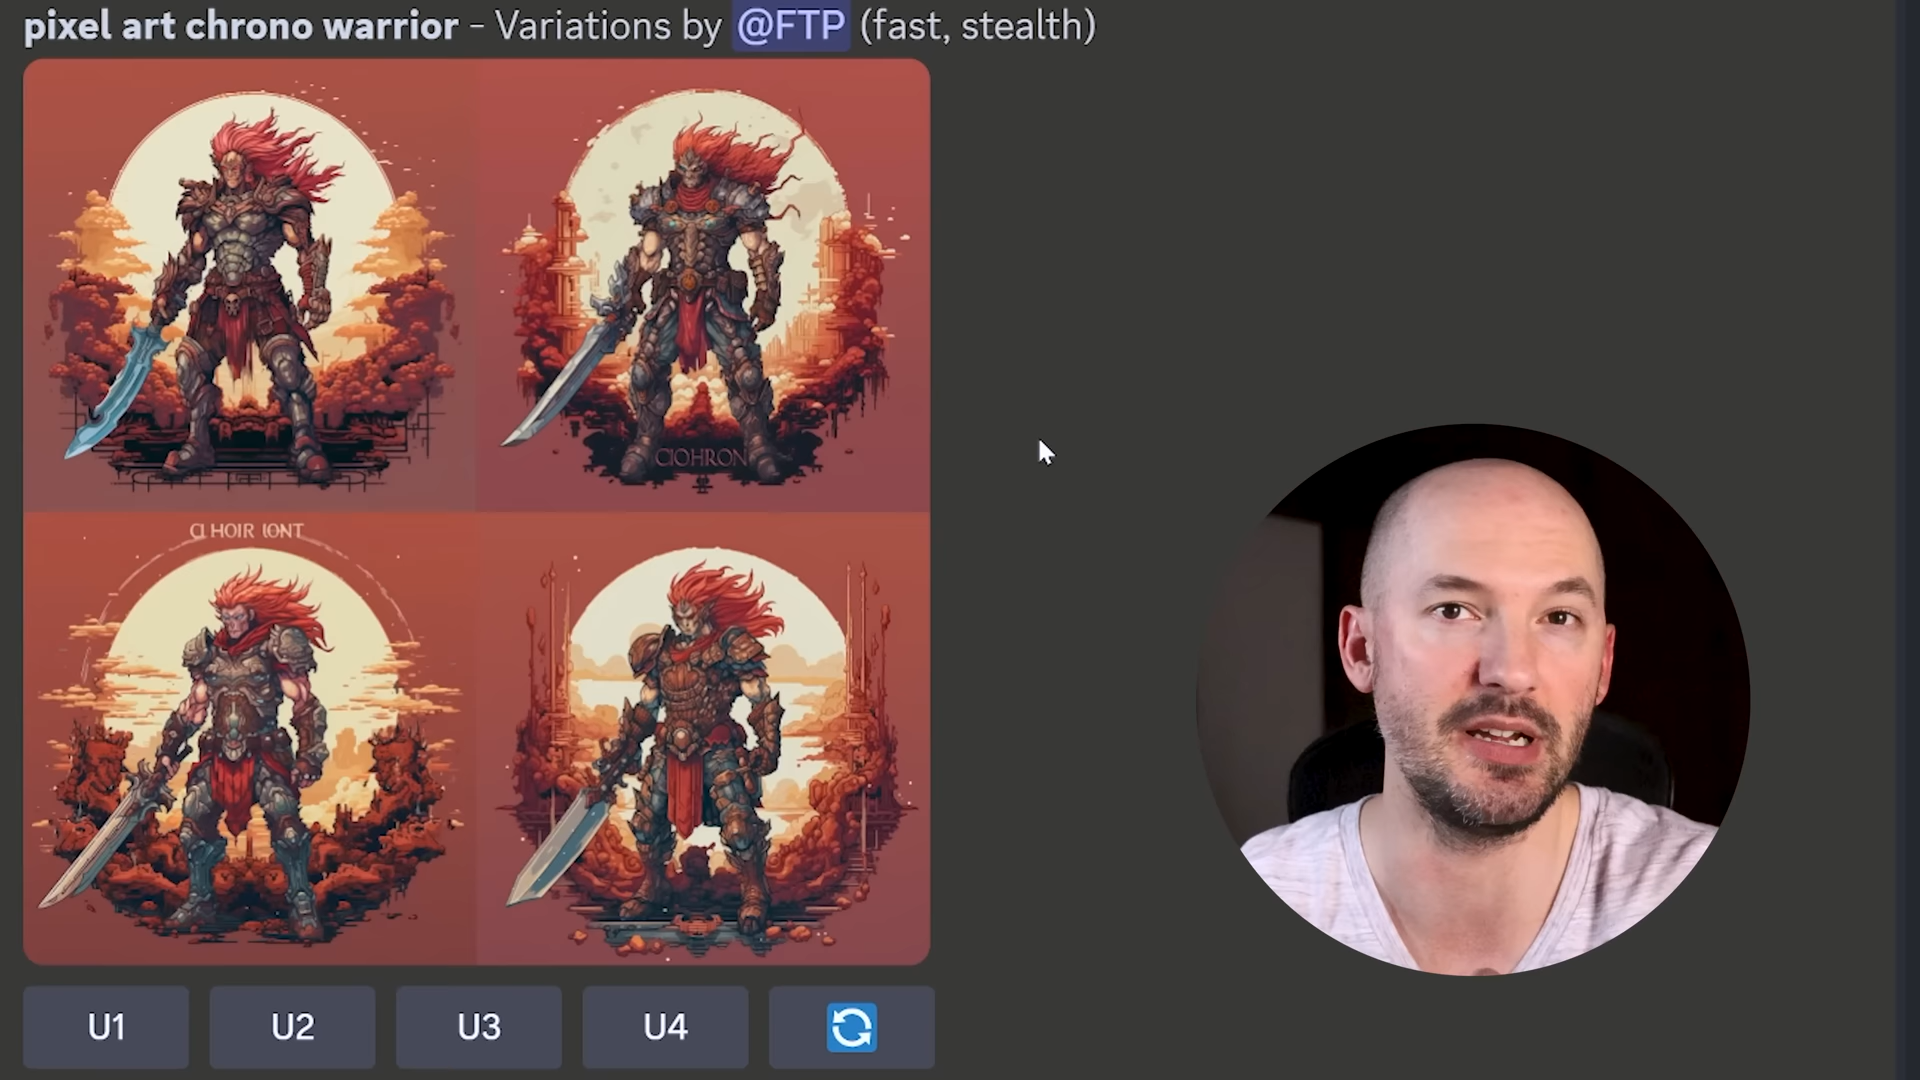 pixel art chrono warrior - Variations by @FTP (fast, stealth)
CIOHRON
CI HOIR IONT
U1 U2 U3 U4